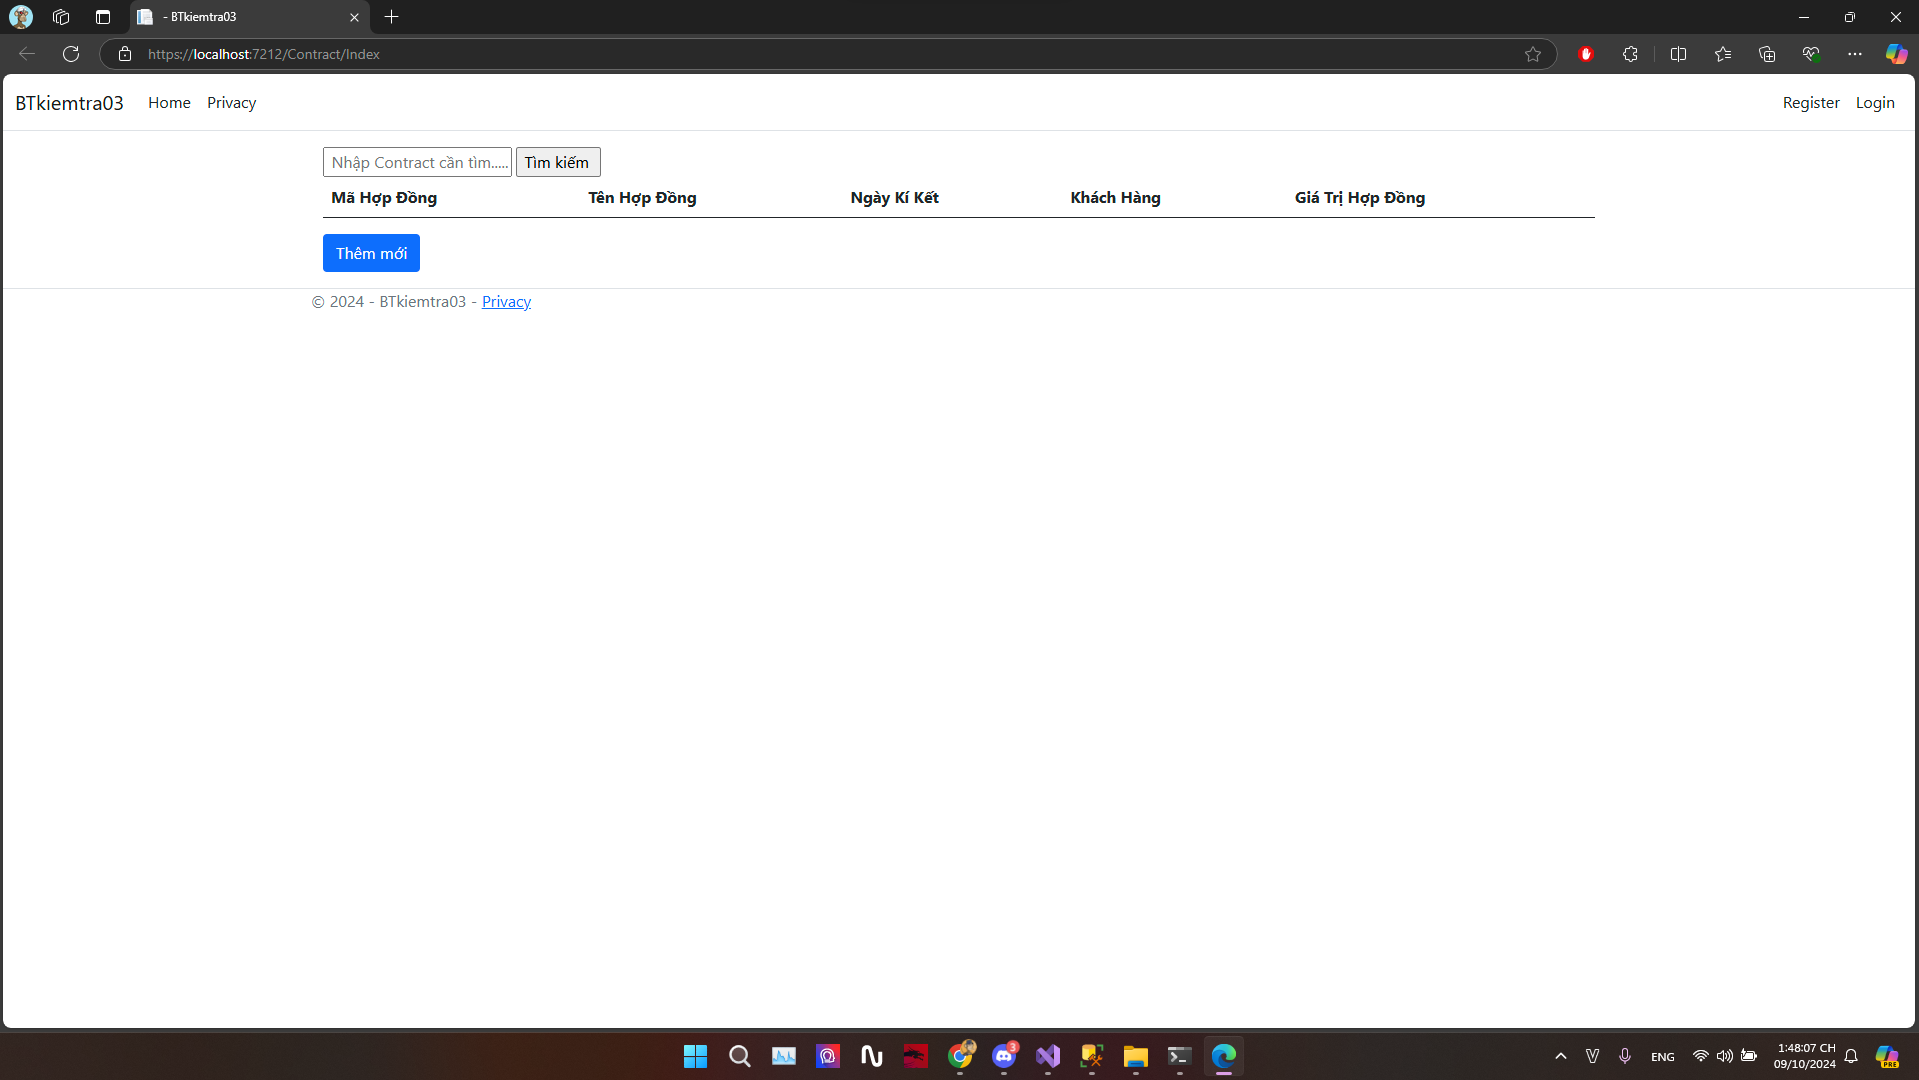 - BTkiemtra03
https://localhost:7212/Contract/Index
BTkiemtra03 Home Privacy Register Login
Nhập Contract cần tìm..... Tìm kiếm
Mã Hợp Đồng Tên Hợp Đồng Ngày Kí Kết Khách Hàng Giá Trị Hợp Đồng
Thêm mới
© 2024 - BTkiemtra03 - Privacy
3
V ENG 1:48:07 CH
09/10/2024
PRE